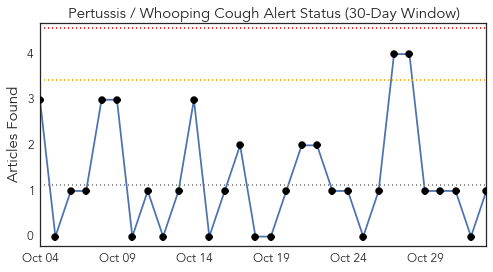 Pertussis / Whooping Cough Alert Status (30-Day Window)
Articles Found
4
3
2
1
0
Oct 04 Oct 09 Oct 14 Oct 19 Oct 24 Oct 29